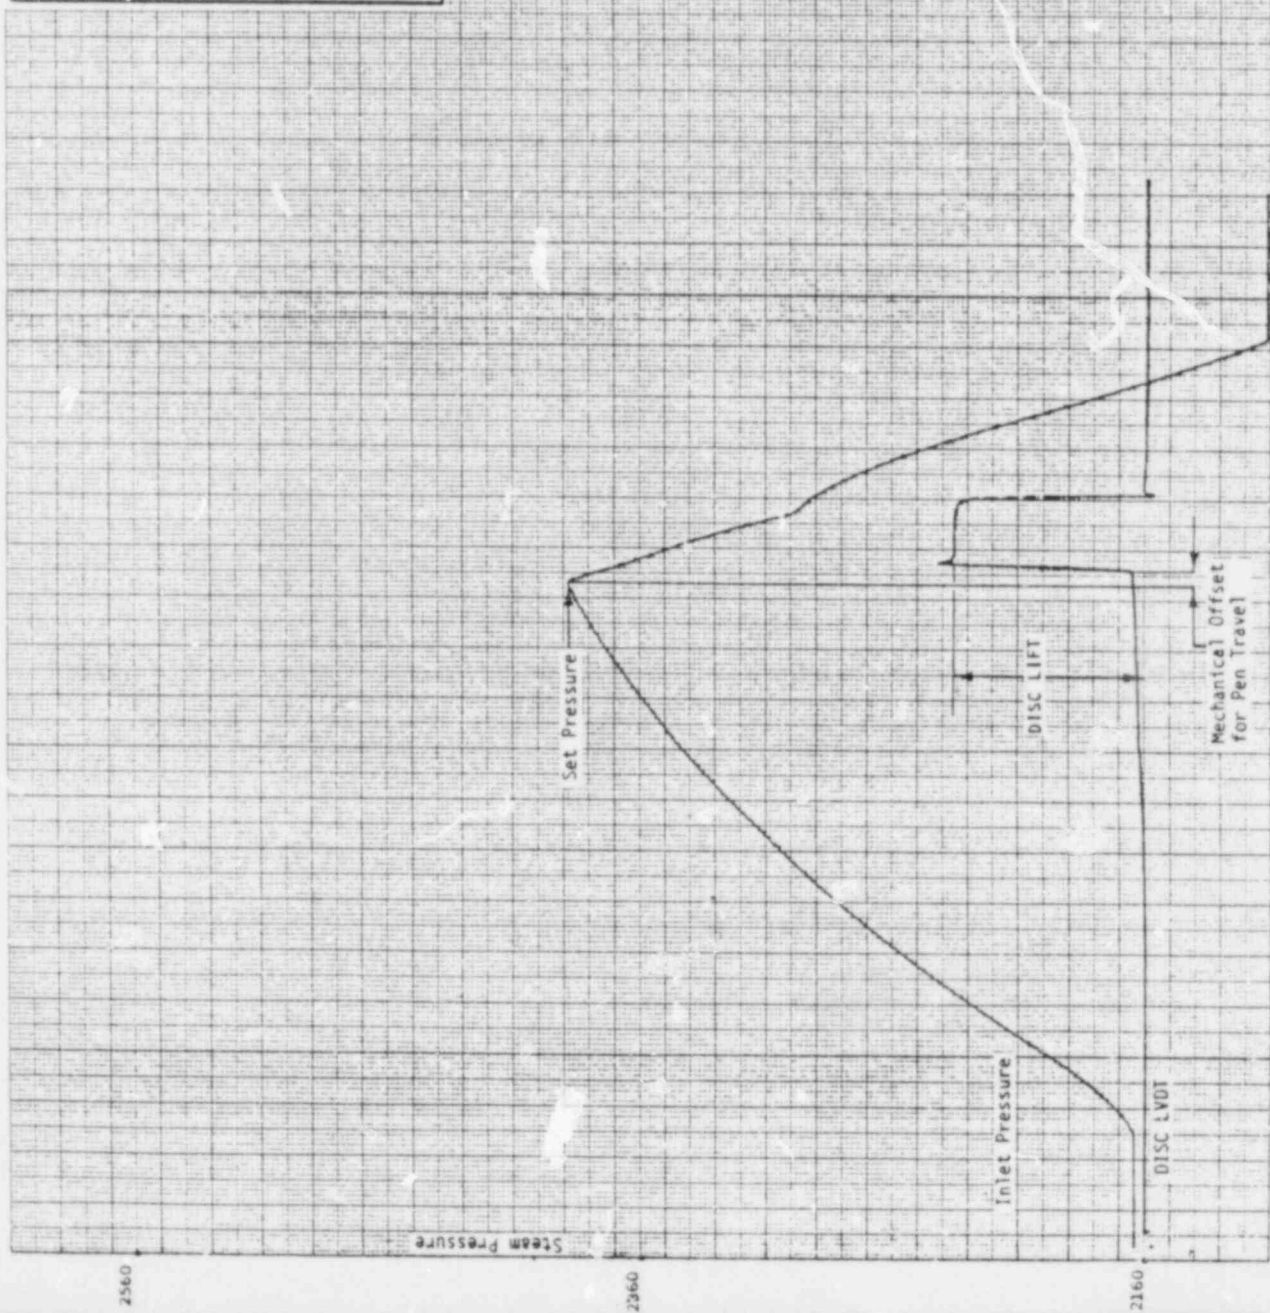 2560
2360
2160
Steam Pressure
Set Pressure
Inlet Pressure
DISC LVDT
DISC LIFT
Mechanical Offset
for Pen Travel